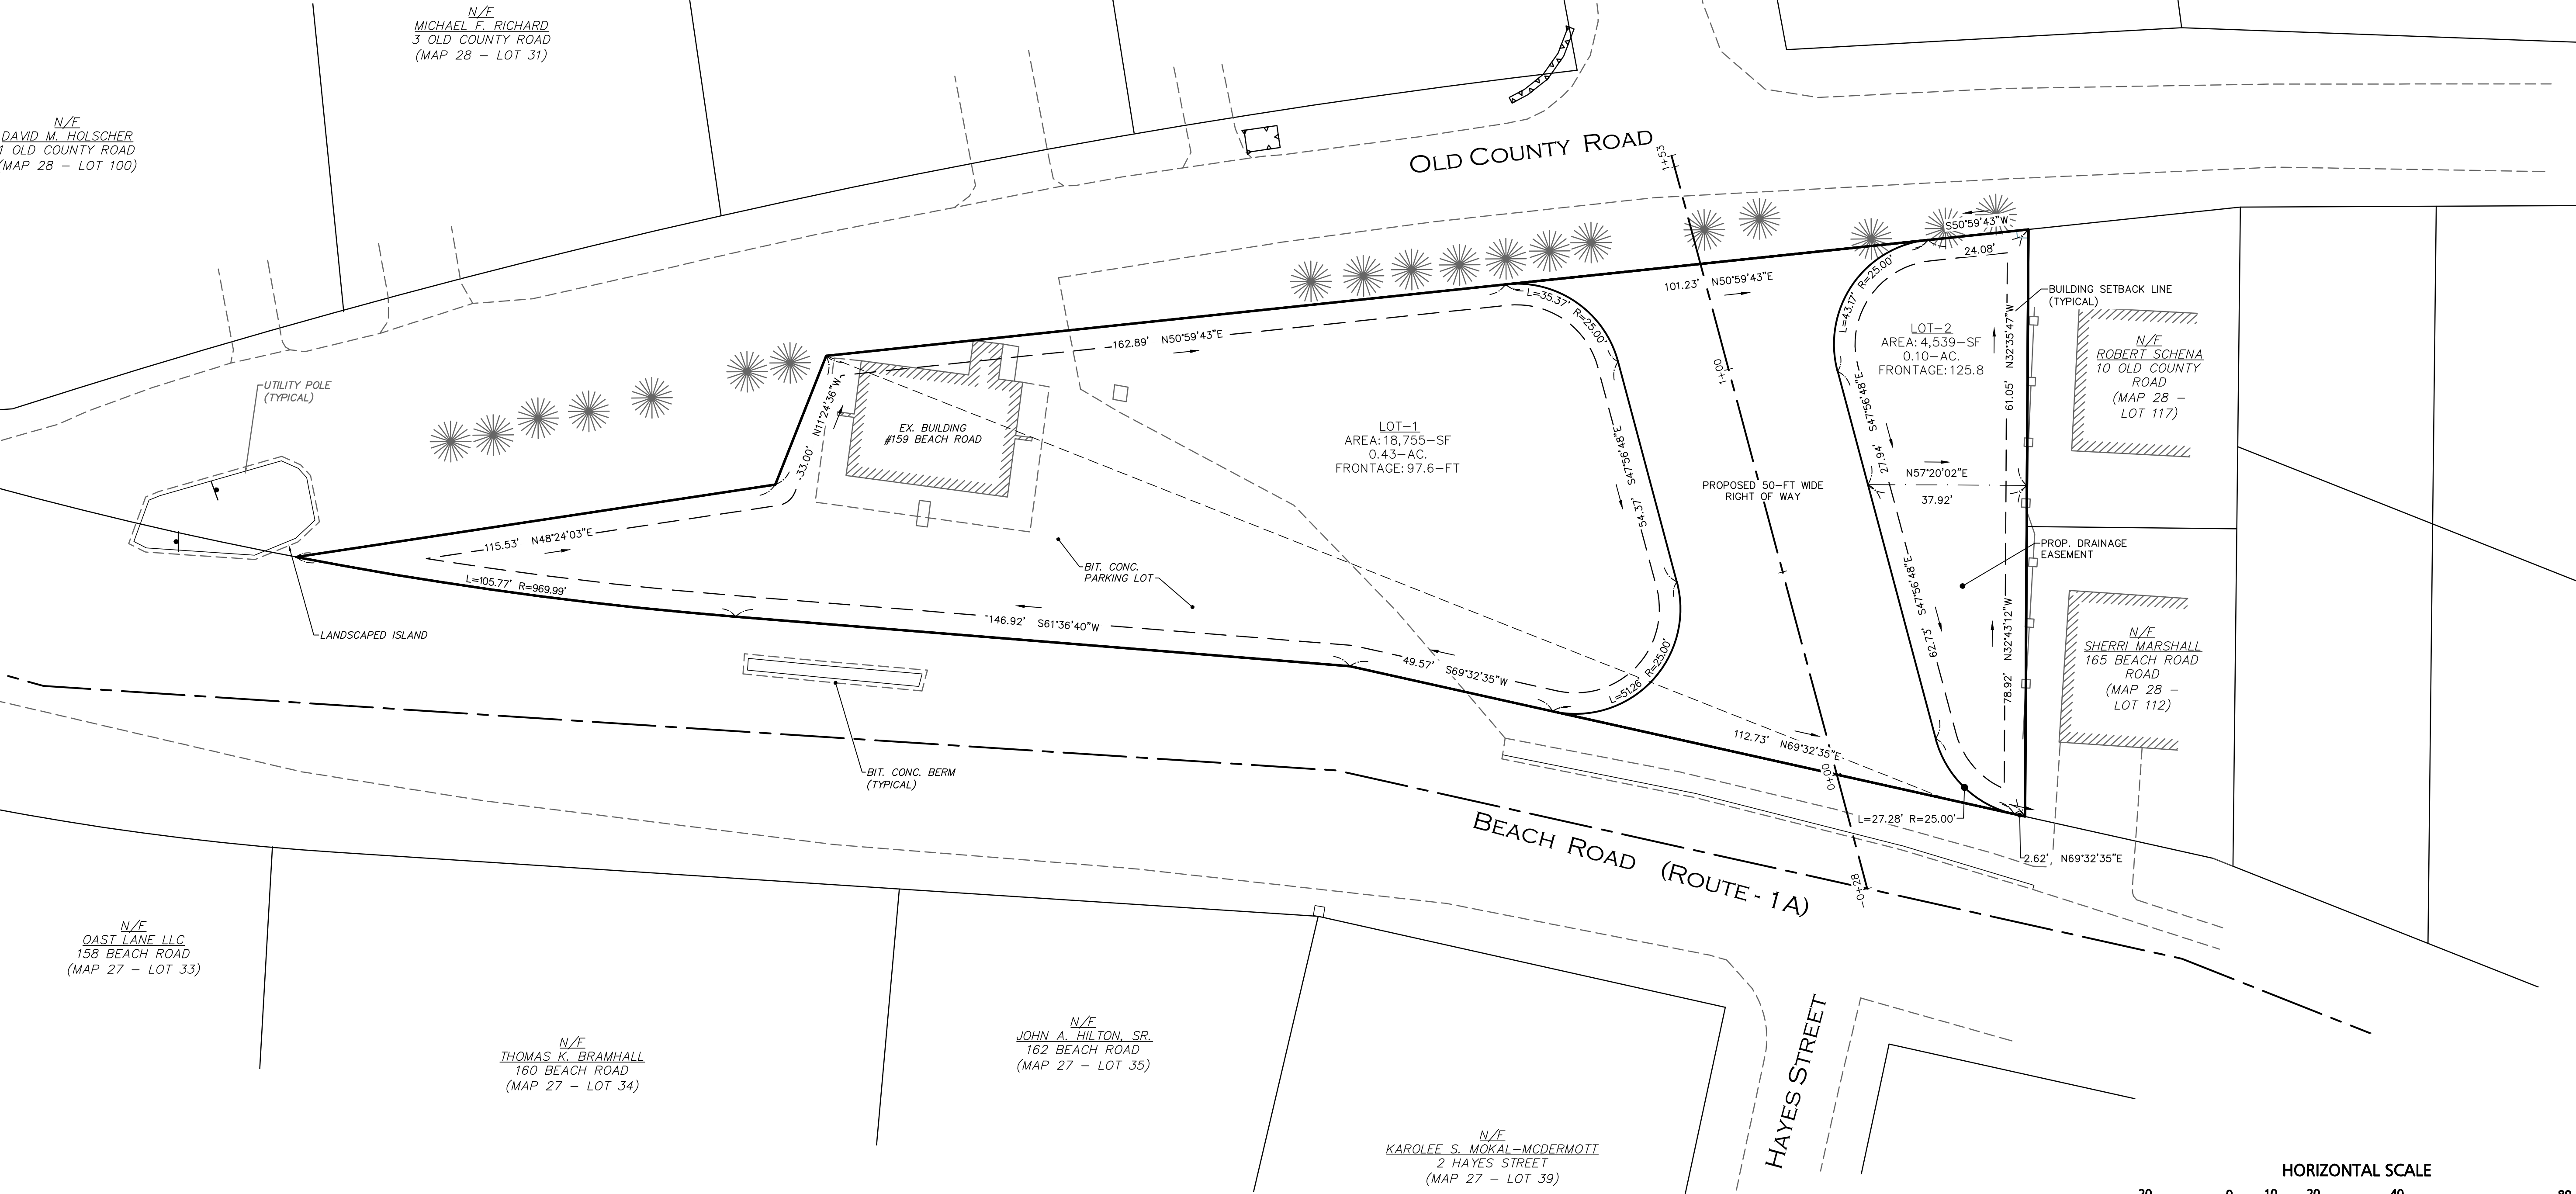 N/F
MICHAEL F. RICHARD
3 OLD COUNTY ROAD
(MAP 28 – LOT 31)
N/F
DAVID M. HOLSCHER
1 OLD COUNTY ROAD
(MAP 28 – LOT 100)
OLD COUNTY ROAD
1+53
S50°59'43"W
24.08'
101.23' N50°59'43"E
L=43.17' R=25.00'
LOT-2
AREA: 4,539-SF
0.10-AC.
FRONTAGE: 125.8
N32°35'47"W
61.05'
BUILDING SETBACK LINE
(TYPICAL)
N/F
ROBERT SCHENA
10 OLD COUNTY
ROAD
(MAP 28 –
LOT 117)
L=35.37'
R=25.00'
162.89' N50°59'43"E
1+00
UTILITY POLE
(TYPICAL)
33.00' N11°24'36"W
EX. BUILDING
#159 BEACH ROAD
LOT-1
AREA: 18,755-SF
0.43-AC.
FRONTAGE: 97.6-FT
54.37' S47°56'48"E
27.94' S47°56'48"E
N57°20'02"E
37.92'
PROPOSED 50-FT WIDE
RIGHT OF WAY
115.53' N48°24'03"E
L=105.77' R=969.99'
BIT. CONC.
PARKING LOT
PROP. DRAINAGE
EASEMENT
62.73' S47°56'48"E
78.92' N32°43'12"W
LANDSCAPED ISLAND
146.92' S61°36'40"W
49.57' S69°32'35"W
L=51.26' R=25.00'
N/F
SHERRI MARSHALL
165 BEACH ROAD
ROAD
(MAP 28 –
LOT 112)
112.73' N69°32'35"E
0+00
BIT. CONC. BERM
(TYPICAL)
L=27.28' R=25.00'
2.62' N69°32'35"E
BEACH ROAD (ROUTE - 1A)
-0+28
N/F
OAST LANE LLC
158 BEACH ROAD
(MAP 27 – LOT 33)
N/F
THOMAS K. BRAMHALL
160 BEACH ROAD
(MAP 27 – LOT 34)
N/F
JOHN A. HILTON, SR.
162 BEACH ROAD
(MAP 27 – LOT 35)
HAYES STREET
N/F
KAROLEE S. MOKAL-MCDERMOTT
2 HAYES STREET
(MAP 27 – LOT 39)
HORIZONTAL SCALE
20 0 10 20 40 80